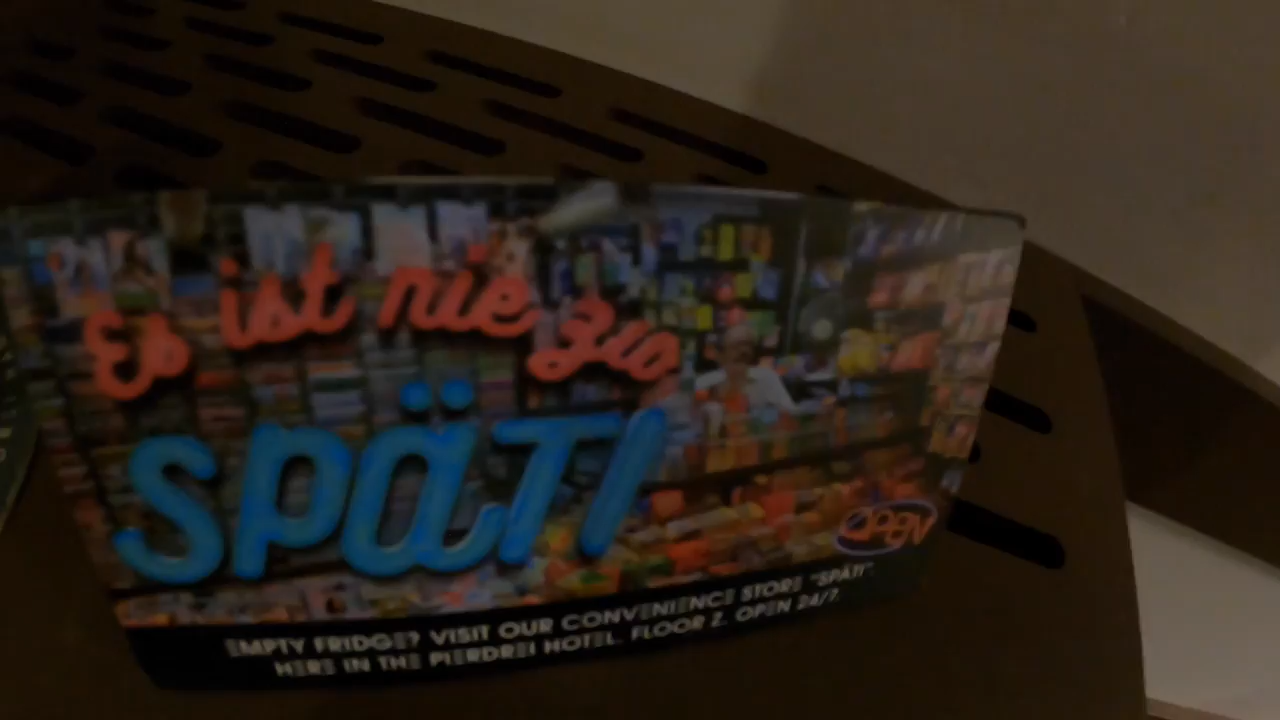 Es ist nie zu
SPÄTI
OPEN
EMPTY FRIDGE? VISIT OUR CONVENIENCE STORE "SPÄTI"
HERE IN THE PIERDREI HOTEL. FLOOR 2. OPEN 24/7